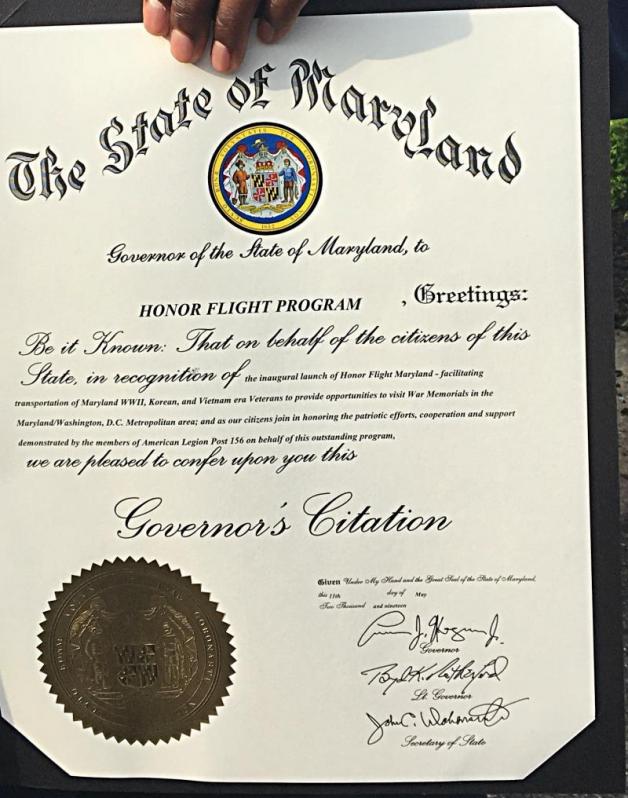 The State of Maryland
Governor of the State of Maryland, to
HONOR FLIGHT PROGRAM , Greetings:
Be it Known: That on behalf of the citizens of this
State, in recognition of the inaugural launch of Honor Flight Maryland - facilitating
transportation of Maryland WWII, Korean, and Vietnam era Veterans to provide opportunities to visit War Memorials in the
Maryland/Washington, D.C. Metropolitan area; and as our citizens join in honoring the patriotic efforts, cooperation and support
demonstrated by the members of American Legion Post 156 on behalf of this outstanding program,
we are pleased to confer upon you this
Governor's Citation
Given Under My Hand and the Great Seal of the State of Maryland,
this 11th day of May
Two Thousand and nineteen
Governor
Boyd K. Rutherford
Lt. Governor
John C.
Secretary of State